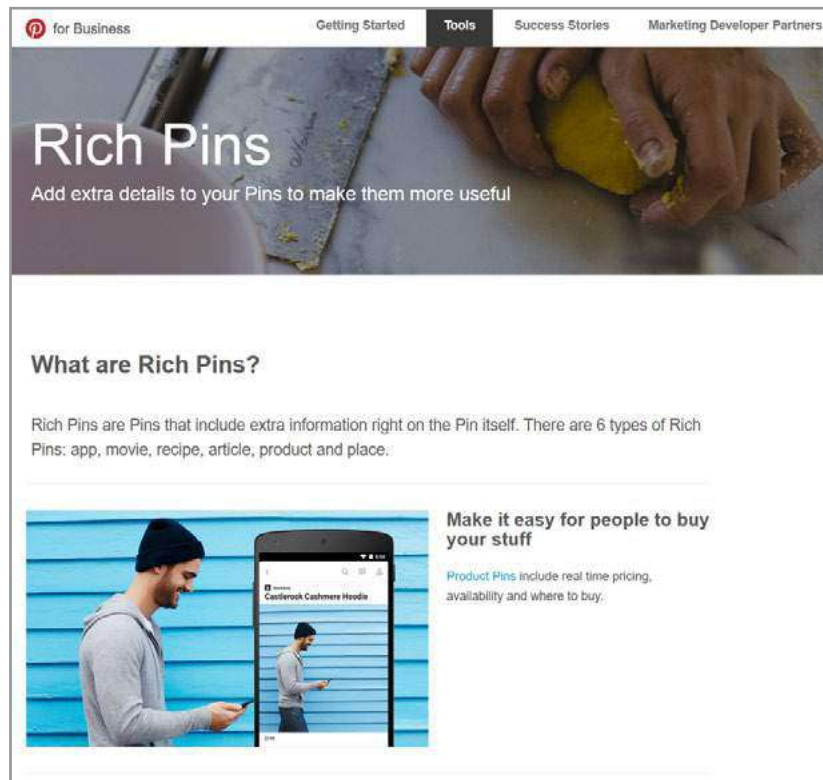 for Business
Getting Started
Tools
Success Stories
Marketing Developer Partners
Rich Pins
Add extra details to your Pins to make them more useful
What are Rich Pins?
Rich Pins are Pins that include extra information right on the Pin itself. There are 6 types of Rich
Pins: app, movie, recipe, article, product and place.
Castlerock Cashmere Hoodie
Make it easy for people to buy
your stuff
Product Pins include real time pricing,
availability and where to buy.